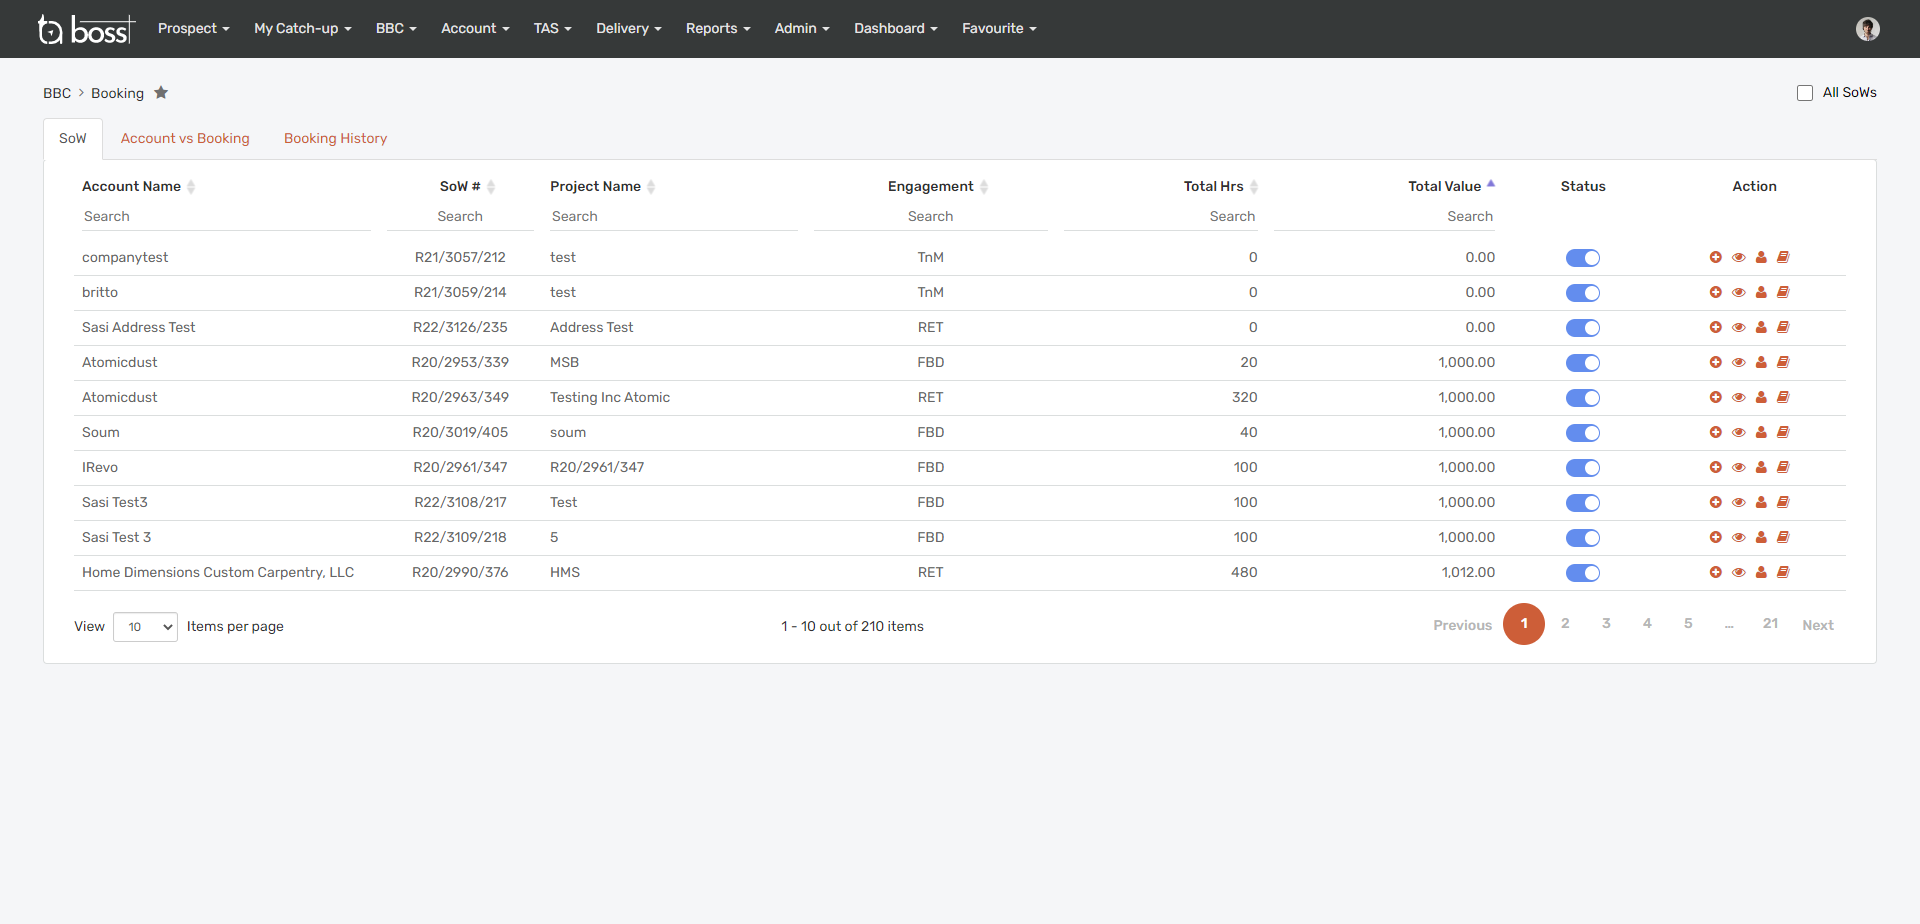 ta boss Prospect My Catch-up BBC Account TAS Delivery Reports Admin Dashboard Favourite
BBC > Booking All SoWs
SoW Account vs Booking Booking History
Account Name SoW # Project Name Engagement Total Hrs Total Value Status Action
Search Search Search Search Search Search
companytest R21/3057/212 test TnM 0 0.00
britto R21/3059/214 test TnM 0 0.00
Sasi Address Test R22/3126/235 Address Test RET 0 0.00
Atomicdust R20/2953/339 MSB FBD 20 1,000.00
Atomicdust R20/2963/349 Testing Inc Atomic RET 320 1,000.00
Soum R20/3019/405 soum FBD 40 1,000.00
IRevo R20/2961/347 R20/2961/347 FBD 100 1,000.00
Sasi Test3 R22/3108/217 Test FBD 100 1,000.00
Sasi Test 3 R22/3109/218 5 FBD 100 1,000.00
Home Dimensions Custom Carpentry, LLC R20/2990/376 HMS RET 480 1,012.00
View 10 Items per page 1 - 10 out of 210 items Previous 1 2 3 4 5 ... 21 Next